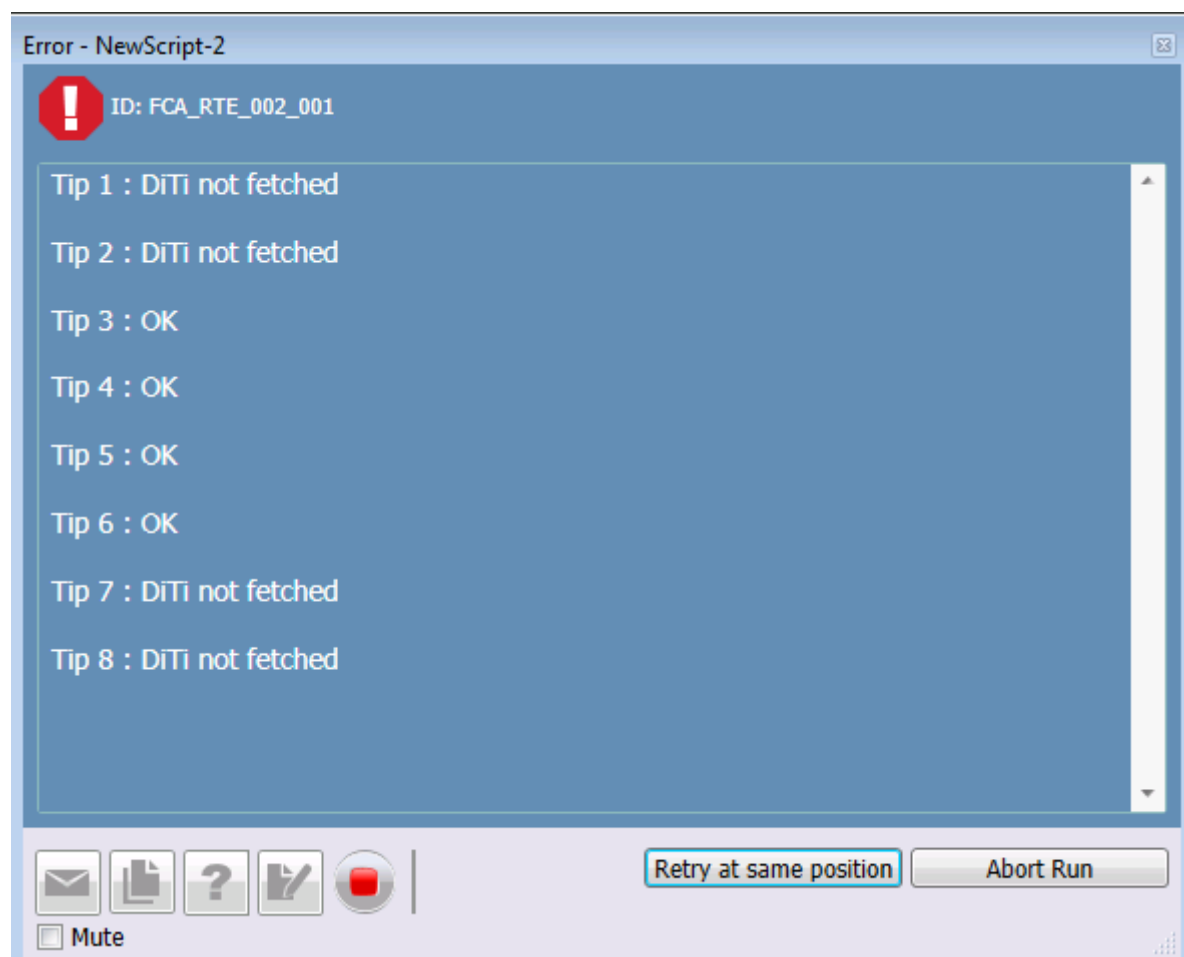 Error - NewScript-2
ID: FCA_RTE_002_001
Tip 1 : DiTi not fetched
Tip 2 : DiTi not fetched
Tip 3 : OK
Tip 4 : OK
Tip 5 : OK
Tip 6 : OK
Tip 7 : DiTi not fetched
Tip 8 : DiTi not fetched
Retry at same position
Abort Run
Mute